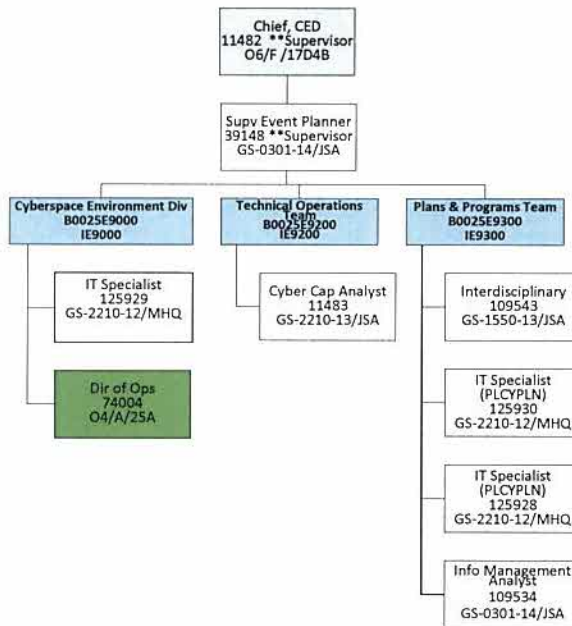 Chief, CED
11482 **Supervisor
O6/F /17D4B
Supv Event Planner
39148 **Supervisor
GS-0301-14/JSA
Cyberspace Environment Div
B0025E9000
IE9000
Technical Operations
Team
B0025E9200
IE9200
Plans & Programs Team
B0025E9300
IE9300
IT Specialist
125929
GS-2210-12/MHQ
Dir of Ops
74004
O4/A/25A
Cyber Cap Analyst
11483
GS-2210-13/JSA
Interdisciplinary
109543
GS-1550-13/JSA
IT Specialist
(PLCYPLN)
125930
GS-2210-12/MHQ
IT Specialist
(PLCYPLN)
125928
GS-2210-12/MHQ
Info Management
Analyst
109534
GS-0301-14/JSA